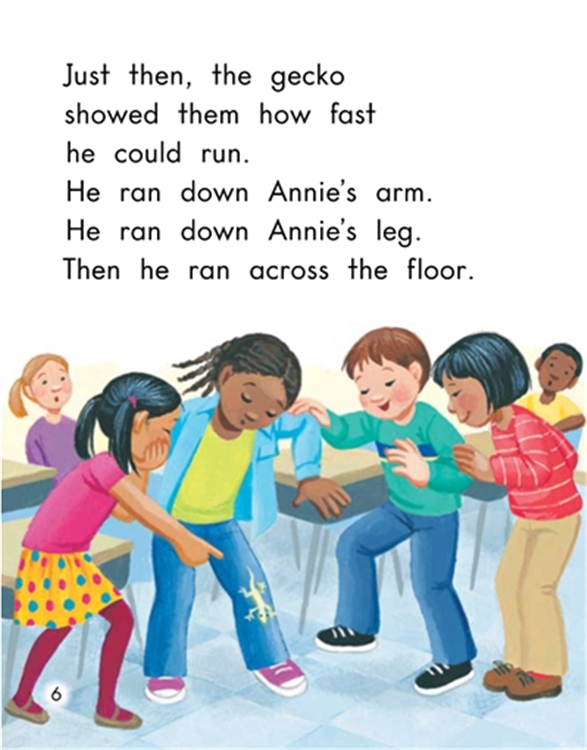 Just then, the gecko
showed them how fast
he could run.
He ran down Annie's arm.
He ran down Annie's leg.
Then he ran across the floor.
6